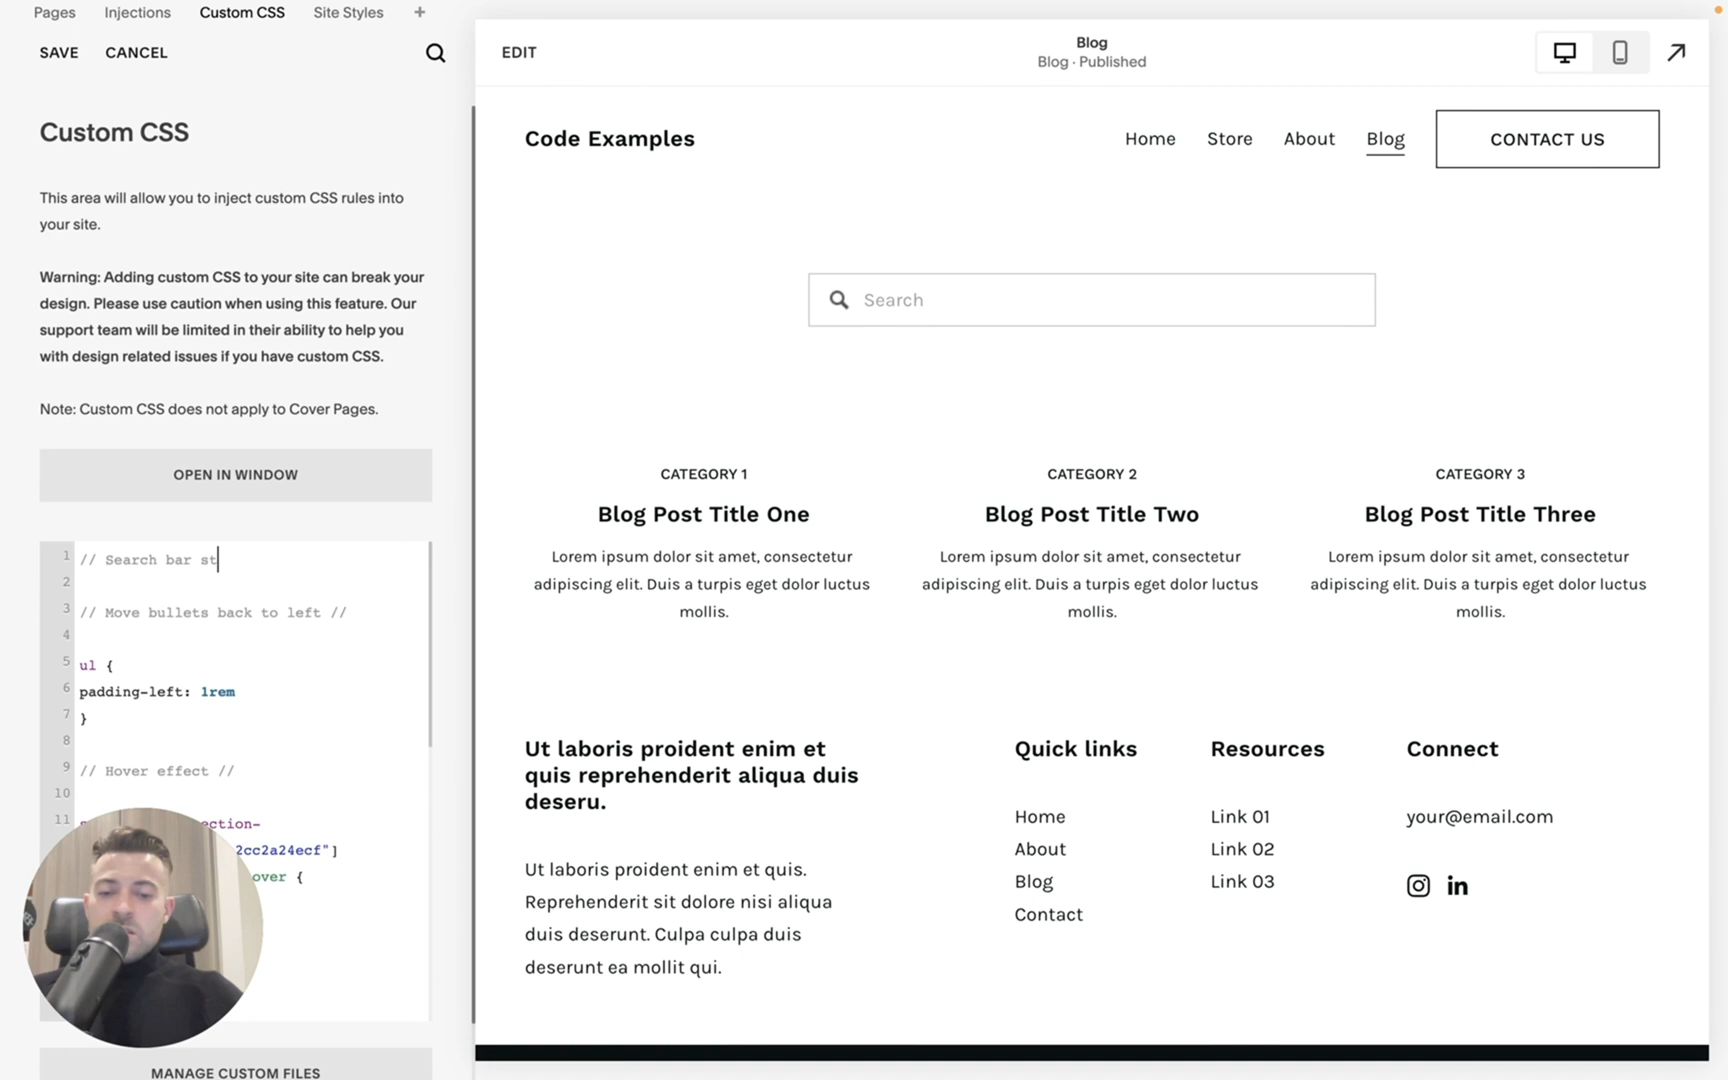 Pages Injections Custom CSS Site Styles +
SAVE CANCEL
Custom CSS
This area will allow you to inject custom CSS rules into
your site.
Warning: Adding custom CSS to your site can break your
design. Please use caution when using this feature. Our
support team will be limited in their ability to help you
with design related issues if you have custom CSS.
Note: Custom CSS does not apply to Cover Pages.
OPEN IN WINDOW
1 // Search bar st
2
3 // Move bullets back to left //
4
5 ul {
6 padding-left: 1rem
7 }
8
9 // Hover effect //
10
11 ection-
2cc2a24ecf"]
over {
MANAGE CUSTOM FILES
EDIT
Blog
Blog · Published
Code Examples
Home Store About Blog CONTACT US
Search
CATEGORY 1
Blog Post Title One
Lorem ipsum dolor sit amet, consectetur
adipiscing elit. Duis a turpis eget dolor luctus
mollis.
CATEGORY 2
Blog Post Title Two
Lorem ipsum dolor sit amet, consectetur
adipiscing elit. Duis a turpis eget dolor luctus
mollis.
CATEGORY 3
Blog Post Title Three
Lorem ipsum dolor sit amet, consectetur
adipiscing elit. Duis a turpis eget dolor luctus
mollis.
Ut laboris proident enim et
quis reprehenderit aliqua duis
deseru.
Ut laboris proident enim et quis.
Reprehenderit sit dolore nisi aliqua
duis deserunt. Culpa culpa duis
deserunt ea mollit qui.
Quick links
Home
About
Blog
Contact
Resources
Link 01
Link 02
Link 03
Connect
your@email.com
in